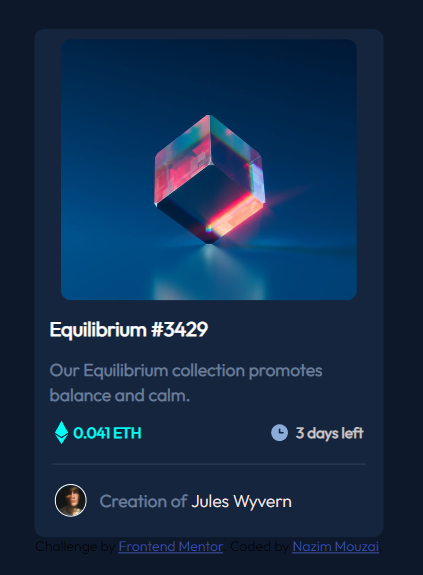 Equilibrium #3429
Our Equilibrium collection promotes
balance and calm.
0.041 ETH
3 days left
Creation of Jules Wyvern
Challenge by Frontend Mentor. Coded by Nazim Mouzai.